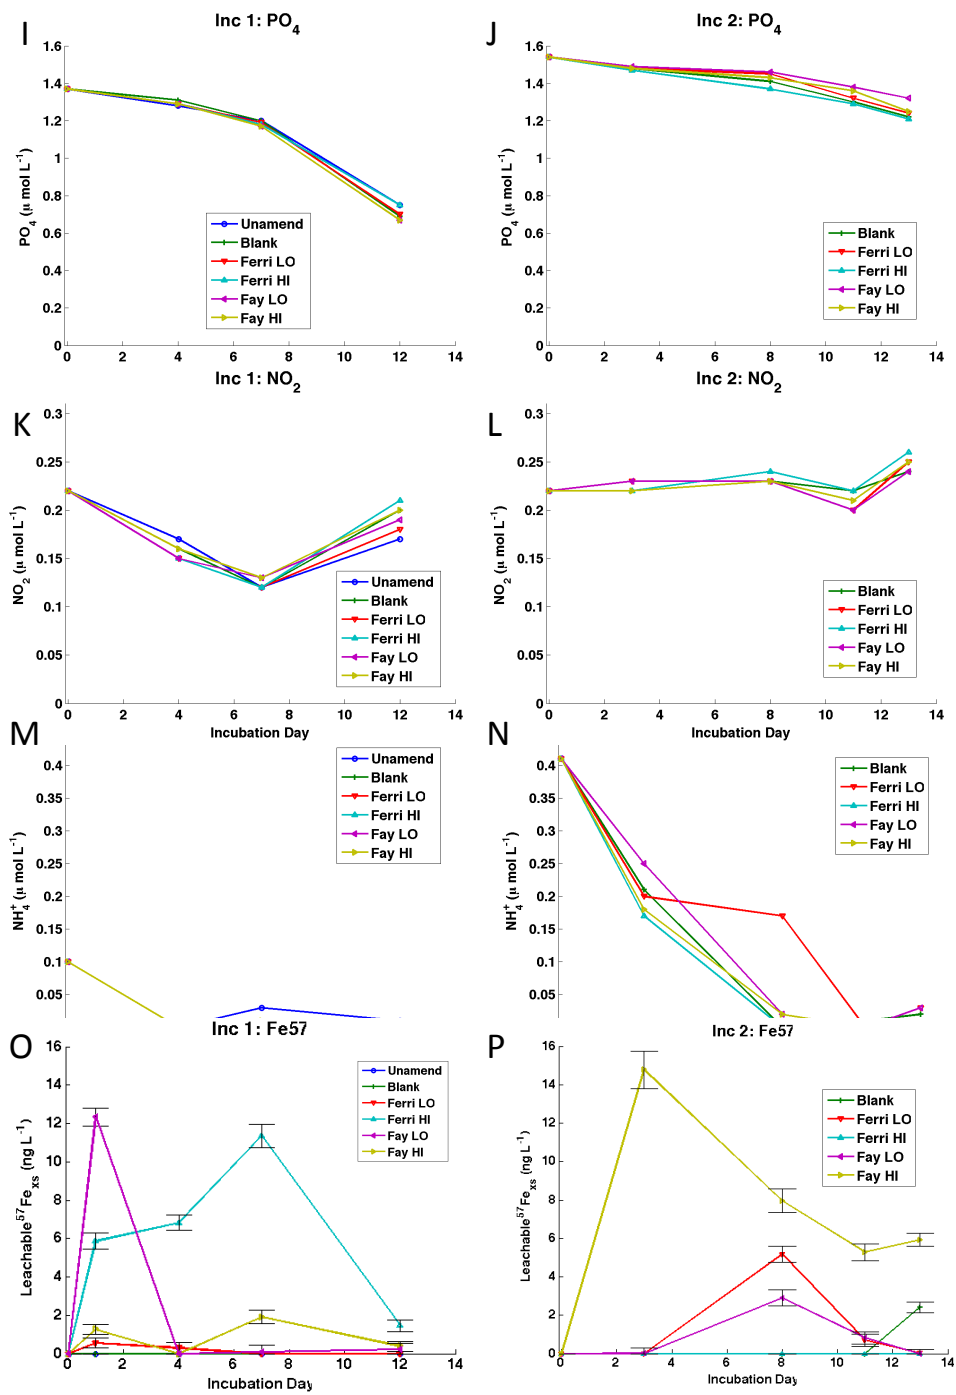 I
Inc 1: PO4
1.6
1.4
1.2
1
0.8
0.6
0.4
0.2
0
PO4 (μ mol L-1)
Unamend
Blank
Ferri LO
Ferri HI
Fay LO
Fay HI
0 2 4 6 8 10 12 14
J
Inc 2: PO4
1.6
1.4
1.2
1
0.8
0.6
0.4
0.2
0
PO4 (μ mol L-1)
Blank
Ferri LO
Ferri HI
Fay LO
Fay HI
0 2 4 6 8 10 12 14
K
Inc 1: NO2
0.3
0.25
0.2
0.15
0.1
0.05
0
NO2 (μ mol L-1)
Unamend
Blank
Ferri LO
Ferri HI
Fay LO
Fay HI
0 2 4 6 8 10 12 14
Incubation Day
L
Inc 2: NO2
0.3
0.25
0.2
0.15
0.1
0.05
0
NO2 (μ mol L-1)
Blank
Ferri LO
Ferri HI
Fay LO
Fay HI
0 2 4 6 8 10 12 14
Incubation Day
M
0.4
0.35
0.3
0.25
0.2
0.15
0.1
0.05
NH4+ (μ mol L-1)
Unamend
Blank
Ferri LO
Ferri HI
Fay LO
Fay HI
N
0.4
0.35
0.3
0.25
0.2
0.15
0.1
0.05
NH4+ (μ mol L-1)
Blank
Ferri LO
Ferri HI
Fay LO
Fay HI
O
Inc 1: Fe57
16
14
12
10
8
6
4
2
0
Leachable57Fexs (ng L-1)
Unamend
Blank
Ferri LO
Ferri HI
Fay LO
Fay HI
0 2 4 6 8 10 12 14
Incubation Day
P
Inc 2: Fe57
16
14
12
10
8
6
4
2
0
Leachable57Fexs (ng L-1)
Blank
Ferri LO
Ferri HI
Fay LO
Fay HI
0 2 4 6 8 10 12 14
Incubation Day